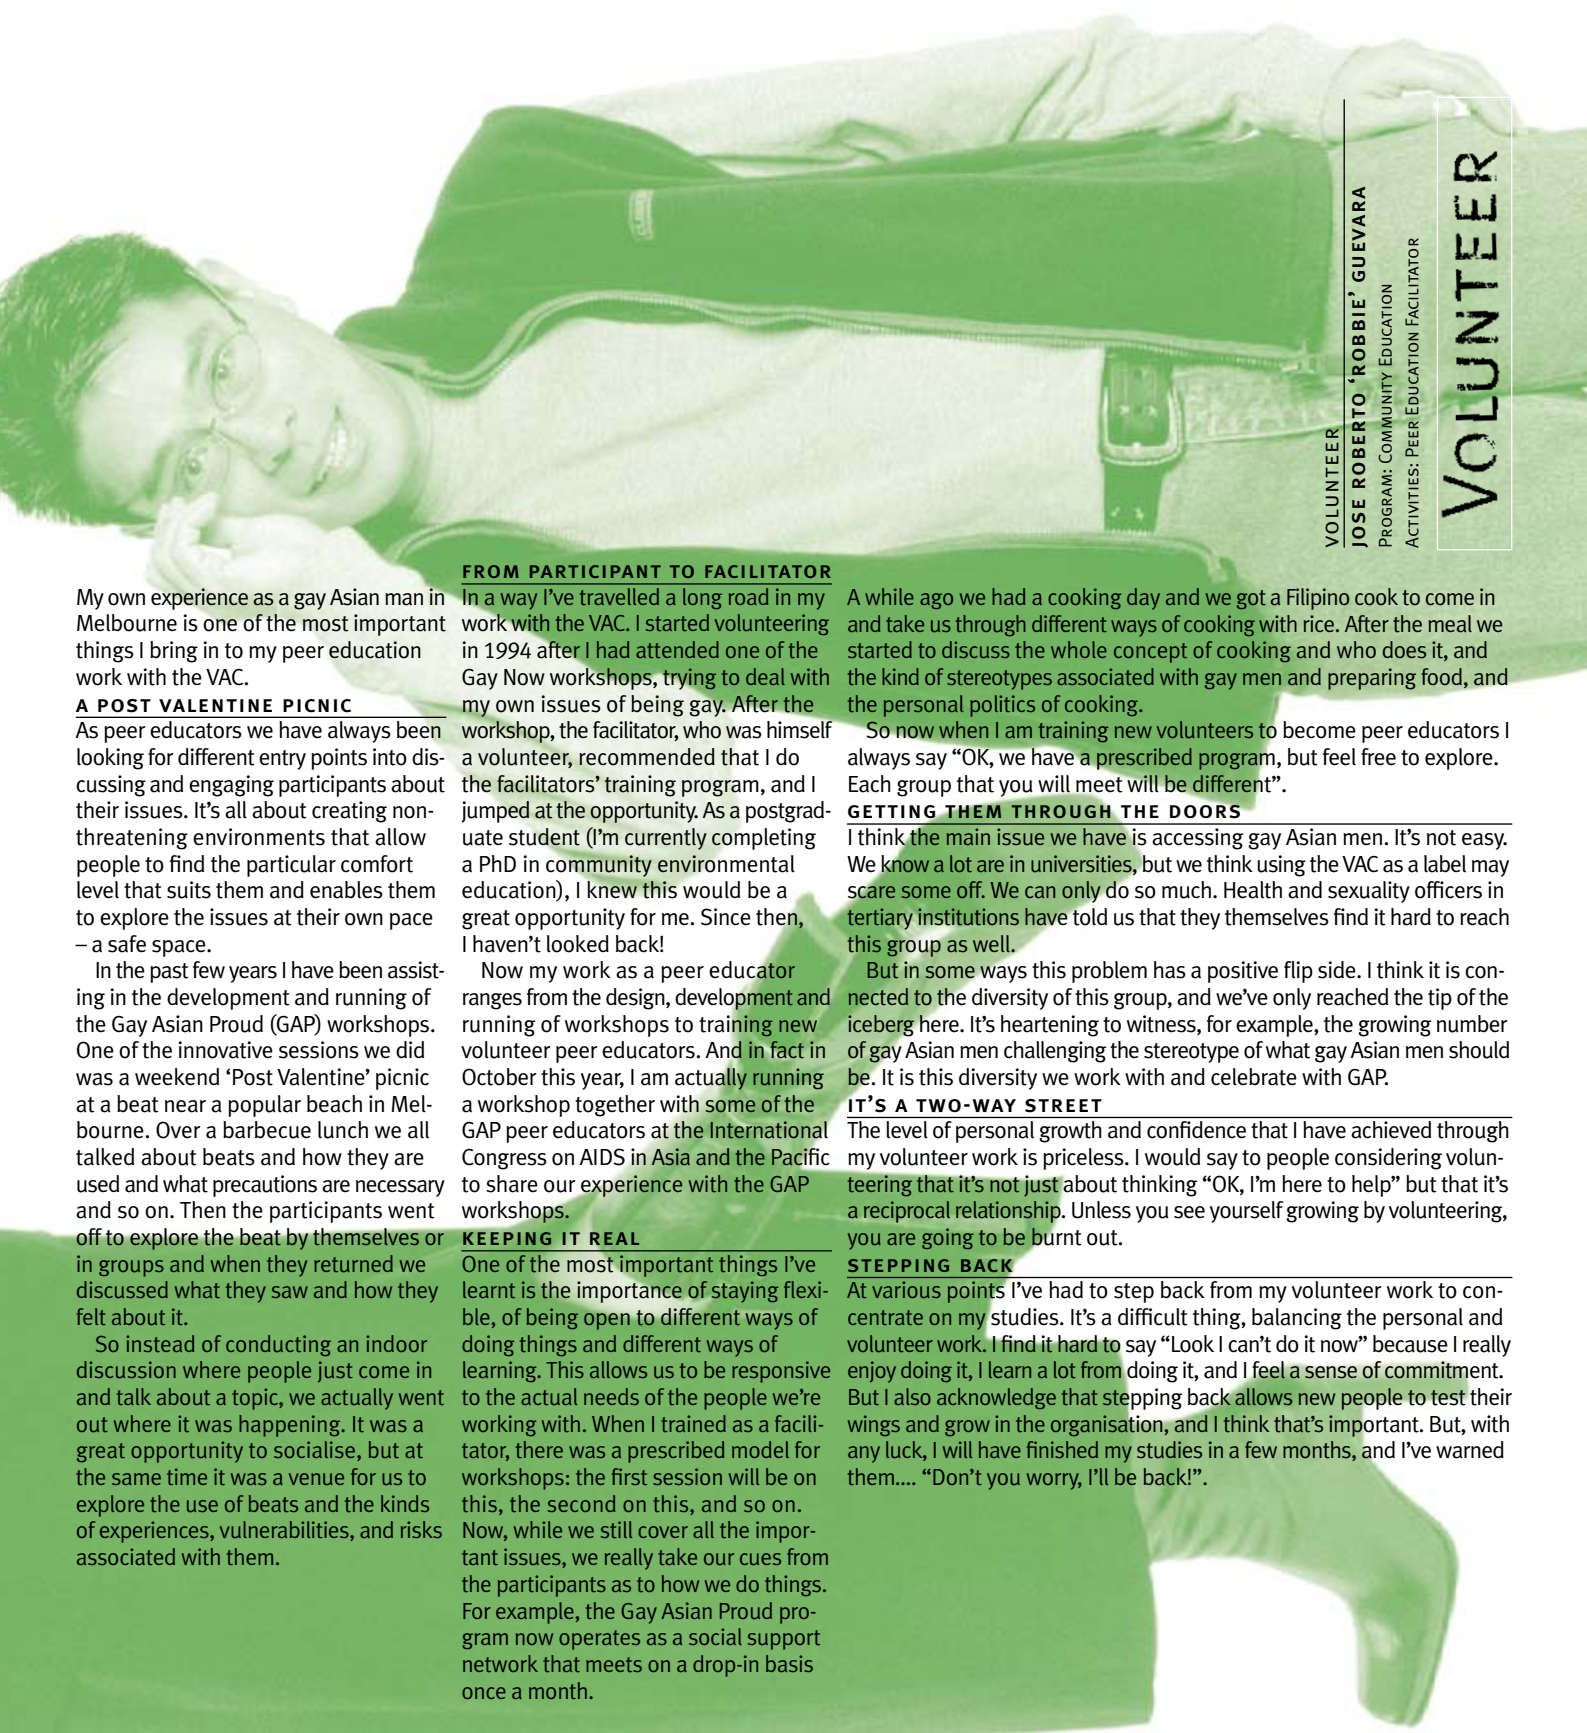 VOLUNTEER
JOSE ROBERTO ‘ROBBIE’ GUEVARA
PROGRAM: COMMUNITY EDUCATION
ACTIVITIES: PEER EDUCATION FACILITATOR
VOLUNTEER
My own experience as a gay Asian man in
Melbourne is one of the most important
things I bring in to my peer education
work with the VAC.
A POST VALENTINE PICNIC
As peer educators we have always been
looking for different entry points into dis-
cussing and engaging participants about
their issues. It’s all about creating non-
threatening environments that allow
people to find the particular comfort
level that suits them and enables them
to explore the issues at their own pace
– a safe space.
In the past few years I have been assist-
ing in the development and running of
the Gay Asian Proud (GAP) workshops.
One of the innovative sessions we did
was a weekend ‘Post Valentine’ picnic
at a beat near a popular beach in Mel-
bourne. Over a barbecue lunch we all
talked about beats and how they are
used and what precautions are necessary
and so on. Then the participants went
off to explore the beat by themselves or
in groups and when they returned we
discussed what they saw and how they
felt about it.
So instead of conducting an indoor
discussion where people just come in
and talk about a topic, we actually went
out where it was happening. It was a
great opportunity to socialise, but at
the same time it was a venue for us to
explore the use of beats and the kinds
of experiences, vulnerabilities, and risks
associated with them.
FROM PARTICIPANT TO FACILITATOR
In a way I’ve travelled a long road in my
work with the VAC. I started volunteering
in 1994 after I had attended one of the
Gay Now workshops, trying to deal with
my own issues of being gay. After the
workshop, the facilitator, who was himself
a volunteer, recommended that I do
the facilitators’ training program, and I
jumped at the opportunity. As a postgrad-
uate student (I’m currently completing
a PhD in community environmental
education), I knew this would be a
great opportunity for me. Since then,
I haven’t looked back!
Now my work as a peer educator
ranges from the design, development and
running of workshops to training new
volunteer peer educators. And in fact in
October this year, I am actually running
a workshop together with some of the
GAP peer educators at the International
Congress on AIDS in Asia and the Pacific
to share our experience with the GAP
workshops.
KEEPING IT REAL
One of the most important things I’ve
learnt is the importance of staying flexi-
ble, of being open to different ways of
doing things and different ways of
learning. This allows us to be responsive
to the actual needs of the people we’re
working with. When I trained as a facili-
tator, there was a prescribed model for
workshops: the first session will be on
this, the second on this, and so on.
Now, while we still cover all the impor-
tant issues, we really take our cues from
the participants as to how we do things.
For example, the Gay Asian Proud pro-
gram now operates as a social support
network that meets on a drop-in basis
once a month.
A while ago we had a cooking day and we got a Filipino cook to come in
and take us through different ways of cooking with rice. After the meal we
started to discuss the whole concept of cooking and who does it, and
the kind of stereotypes associated with gay men and preparing food, and
the personal politics of cooking.
So now when I am training new volunteers to become peer educators I
always say “OK, we have a prescribed program, but feel free to explore.
Each group that you will meet will be different”.
GETTING THEM THROUGH THE DOORS
I think the main issue we have is accessing gay Asian men. It’s not easy.
We know a lot are in universities, but we think using the VAC as a label may
scare some off. We can only do so much. Health and sexuality officers in
tertiary institutions have told us that they themselves find it hard to reach
this group as well.
But in some ways this problem has a positive flip side. I think it is con-
nected to the diversity of this group, and we’ve only reached the tip of the
iceberg here. It’s heartening to witness, for example, the growing number
of gay Asian men challenging the stereotype of what gay Asian men should
be. It is this diversity we work with and celebrate with GAP.
IT’S A TWO-WAY STREET
The level of personal growth and confidence that I have achieved through
my volunteer work is priceless. I would say to people considering volun-
teering that it’s not just about thinking “OK, I’m here to help” but that it’s
a reciprocal relationship. Unless you see yourself growing by volunteering,
you are going to be burnt out.
STEPPING BACK
At various points I’ve had to step back from my volunteer work to con-
centrate on my studies. It’s a difficult thing, balancing the personal and
volunteer work. I find it hard to say “Look I can’t do it now” because I really
enjoy doing it, I learn a lot from doing it, and I feel a sense of commitment.
But I also acknowledge that stepping back allows new people to test their
wings and grow in the organisation, and I think that’s important. But, with
any luck, I will have finished my studies in a few months, and I’ve warned
them.... “Don’t you worry, I’ll be back!”.